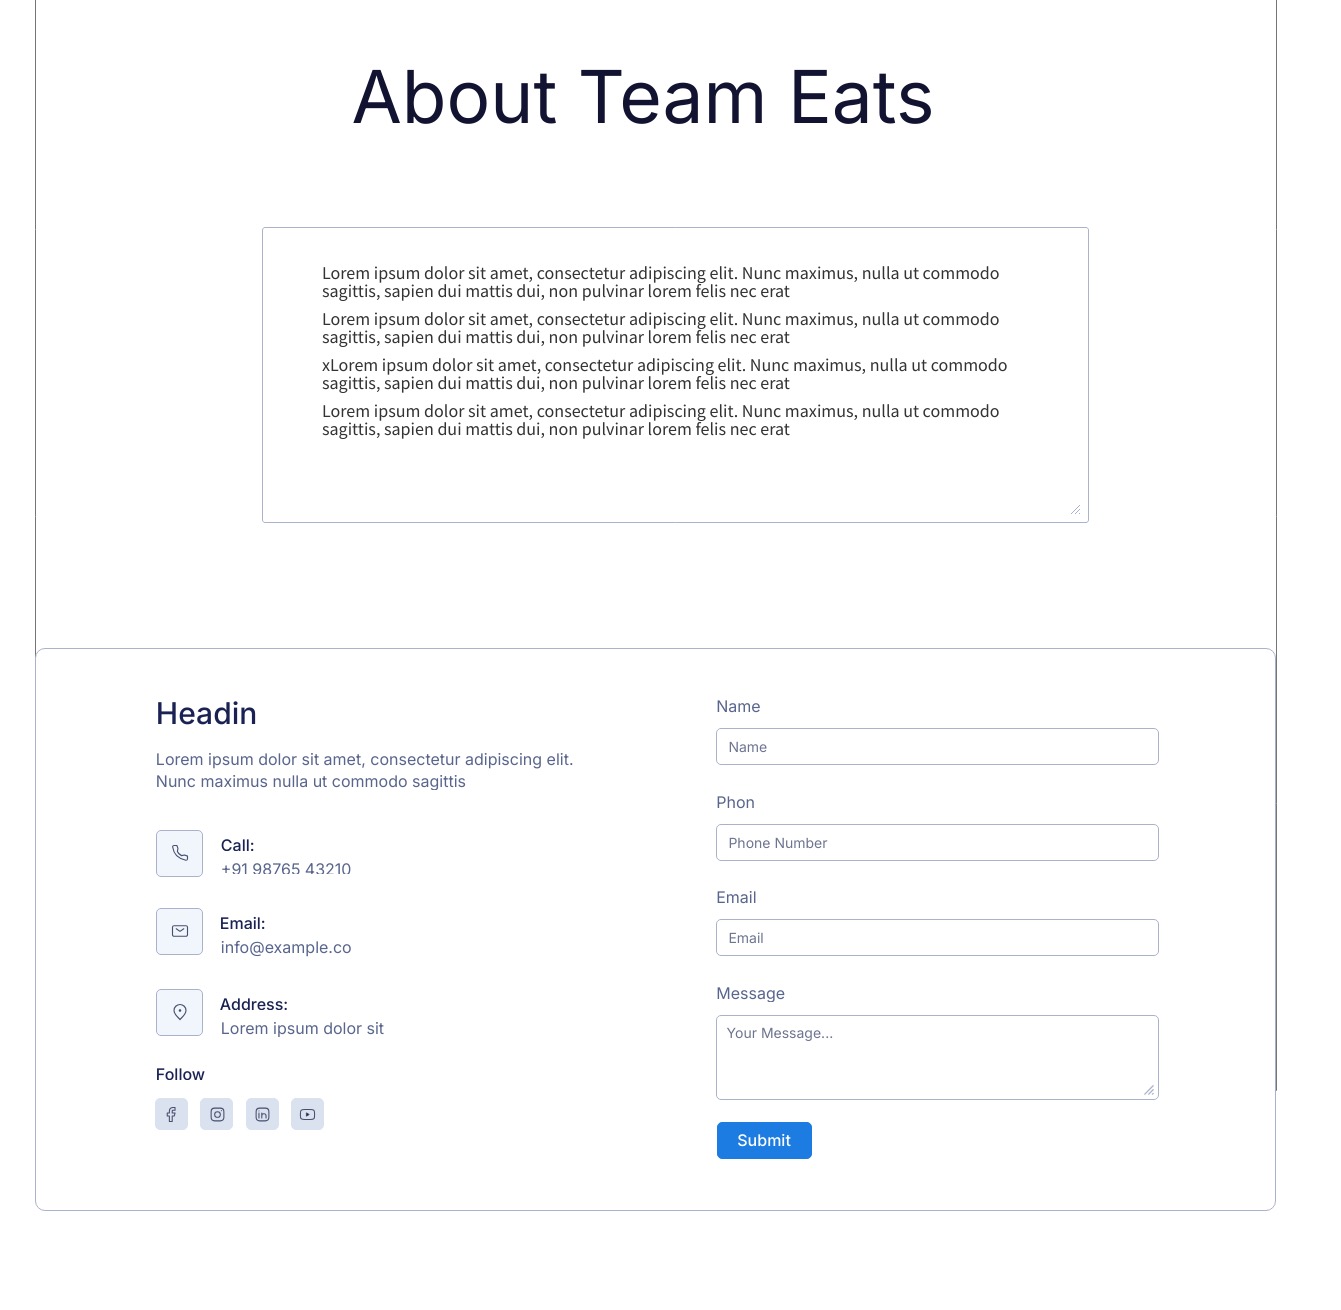 About Team Eats
Lorem ipsum dolor sit amet, consectetur adipiscing elit. Nunc maximus, nulla ut commodo
sagittis, sapien dui mattis dui, non pulvinar lorem felis nec erat
Lorem ipsum dolor sit amet, consectetur adipiscing elit. Nunc maximus, nulla ut commodo
sagittis, sapien dui mattis dui, non pulvinar lorem felis nec erat
xLorem ipsum dolor sit amet, consectetur adipiscing elit. Nunc maximus, nulla ut commodo
sagittis, sapien dui mattis dui, non pulvinar lorem felis nec erat
Lorem ipsum dolor sit amet, consectetur adipiscing elit. Nunc maximus, nulla ut commodo
sagittis, sapien dui mattis dui, non pulvinar lorem felis nec erat
Headin
Lorem ipsum dolor sit amet, consectetur adipiscing elit.
Nunc maximus nulla ut commodo sagittis
Call:
+91 98765 43210
Email:
info@example.co
Address:
Lorem ipsum dolor sit
Follow
Name
Name
Phon
Phone Number
Email
Email
Message
Your Message...
Submit